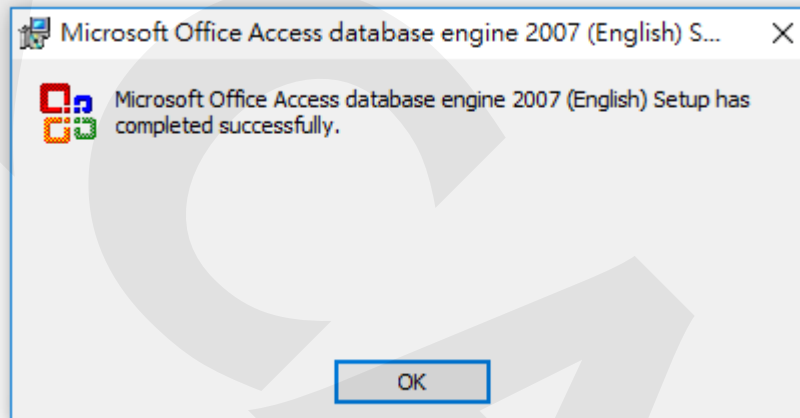 Microsoft Office Access database engine 2007 (English) S...
Microsoft Office Access database engine 2007 (English) Setup has
completed successfully.
OK